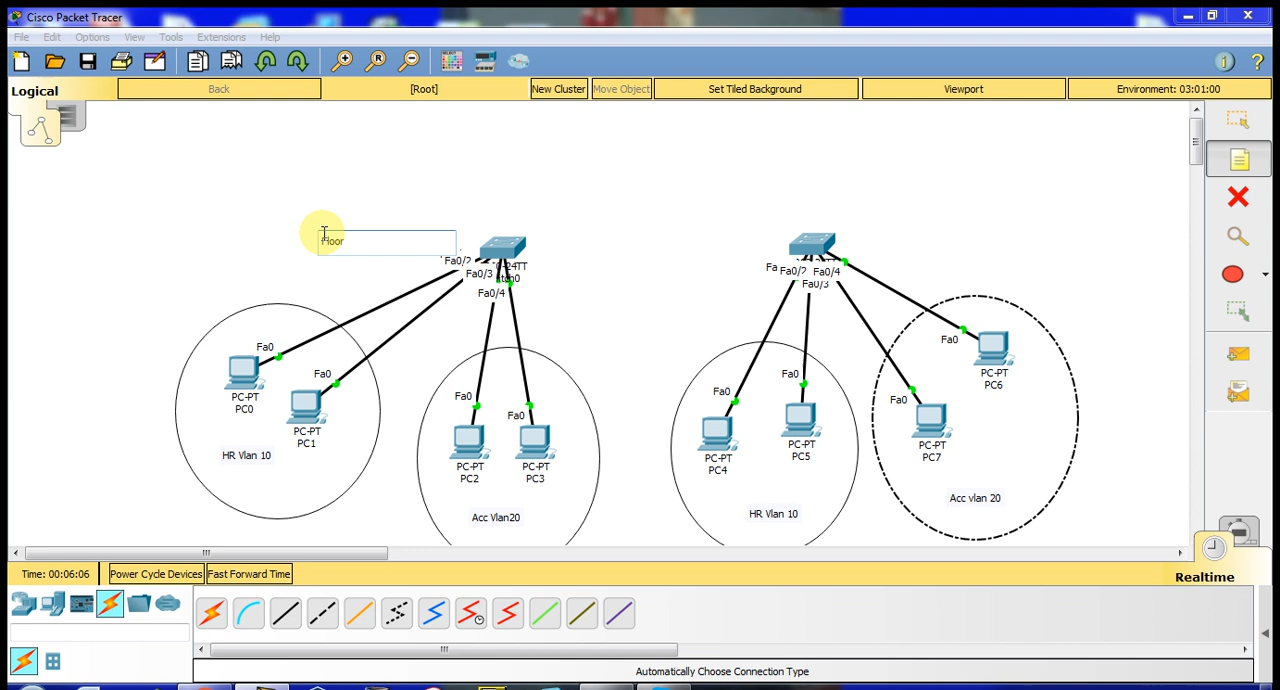 Cisco Packet Tracer
File Edit Options View Tools Extensions Help
Logical
Back
[Root]
New Cluster
Move Object
Set Tiled Background
Viewport
Environment: 03:01:00
Floor
Fa0/2
Fa0/3
Fa0/4
Fa0/2
Fa0/4
Fa0/3
Fa0
PC-PT
PC0
Fa0
PC-PT
PC1
HR Vlan 10
Fa0
PC-PT
PC2
Fa0
PC-PT
PC3
Acc Vlan20
Fa0
PC-PT
PC4
Fa0
PC-PT
PC5
HR Vlan 10
Fa0
PC-PT
PC6
Fa0
PC-PT
PC7
Acc vlan 20
Time: 00:06:06
Power Cycle Devices
Fast Forward Time
Realtime
Automatically Choose Connection Type